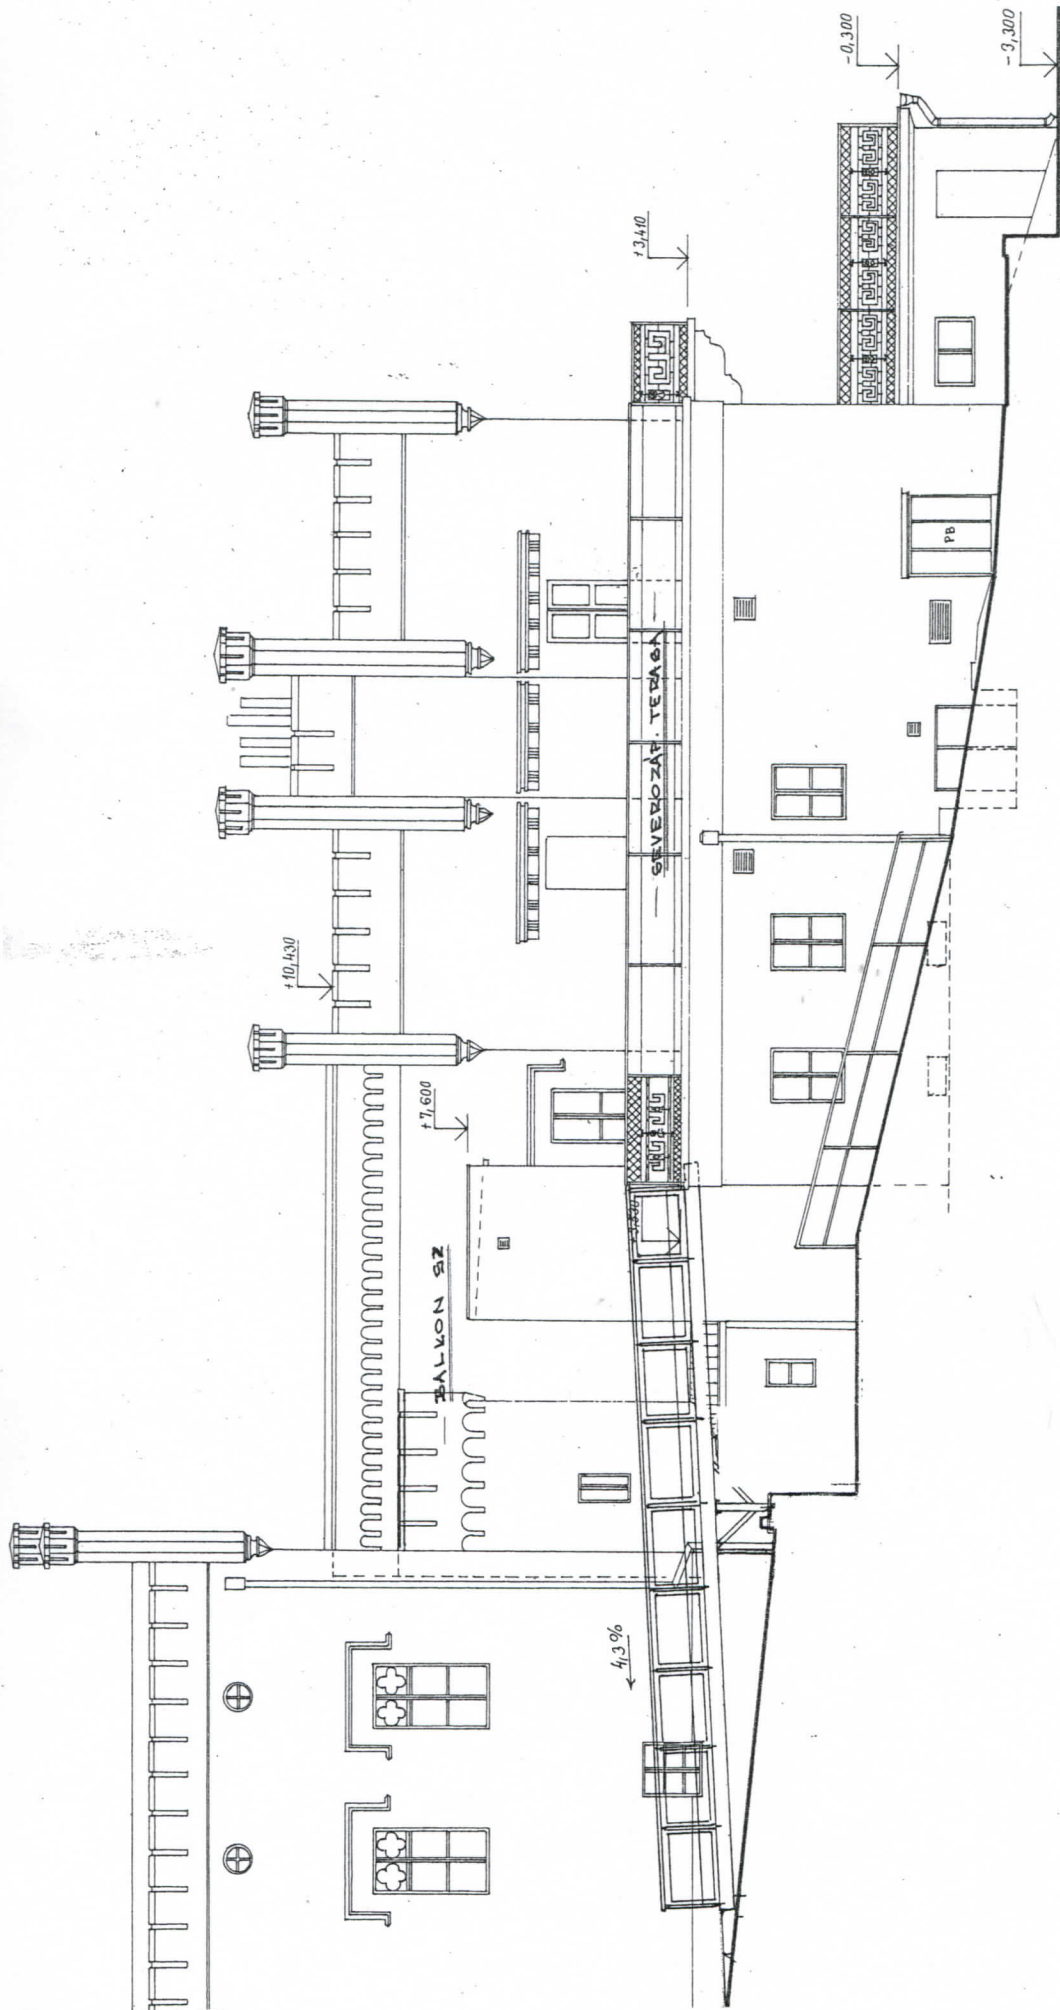 -0,300
-3,300
+3,410
PB
SEVEROZÁP. TERASA
+10,430
+7,600
BALKON SZ
4,3%